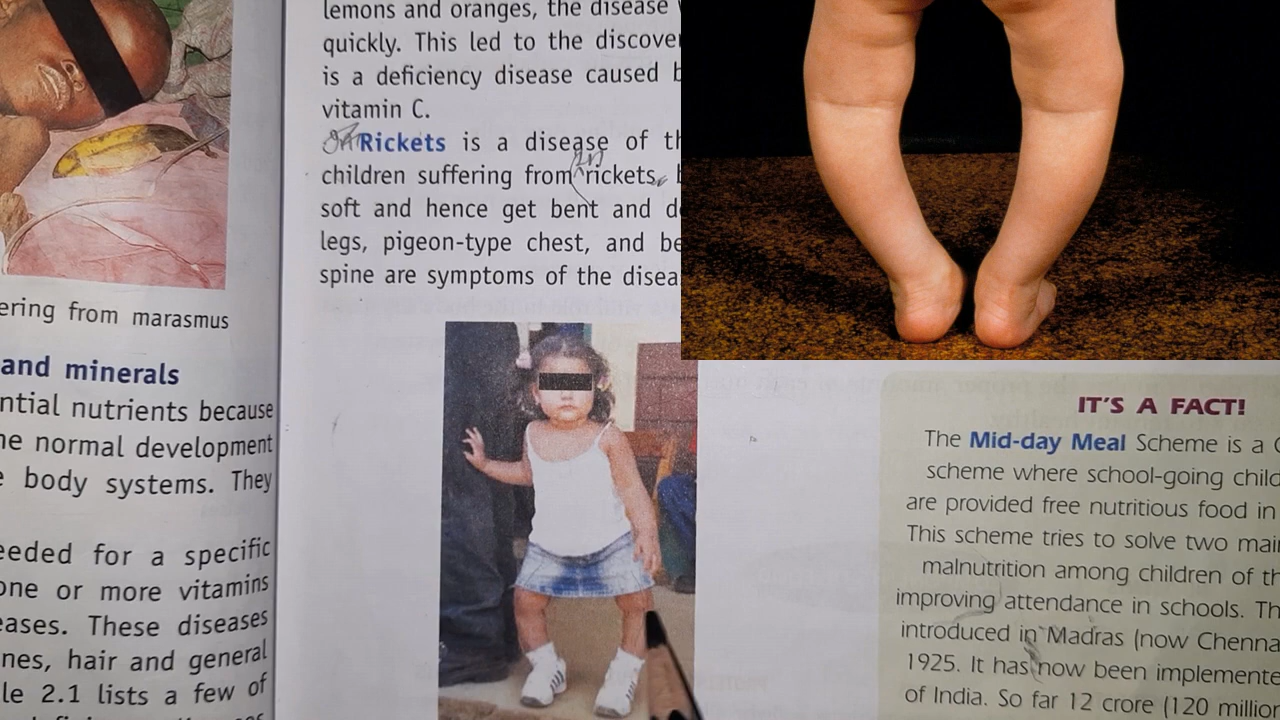 ering from marasmus
and minerals
ntial nutrients because
he normal development
e body systems. They
eeded for a specific
one or more vitamins
eases. These diseases
nes, hair and general
le 2.1 lists a few of
lemons and oranges, the disease
quickly. This led to the discove
is a deficiency disease caused b
vitamin C.
Rickets is a disease of th
children suffering from rickets,
soft and hence get bent and de
legs, pigeon-type chest, and be
spine are symptoms of the disea
IT'S A FACT!
The Mid-day Meal Scheme is a
scheme where school-going child
are provided free nutritious food in
This scheme tries to solve two main
malnutrition among children of th
improving attendance in schools. Th
introduced in Madras (now Chenna
1925. It has now been implemente
of India. So far 12 crore (120 million